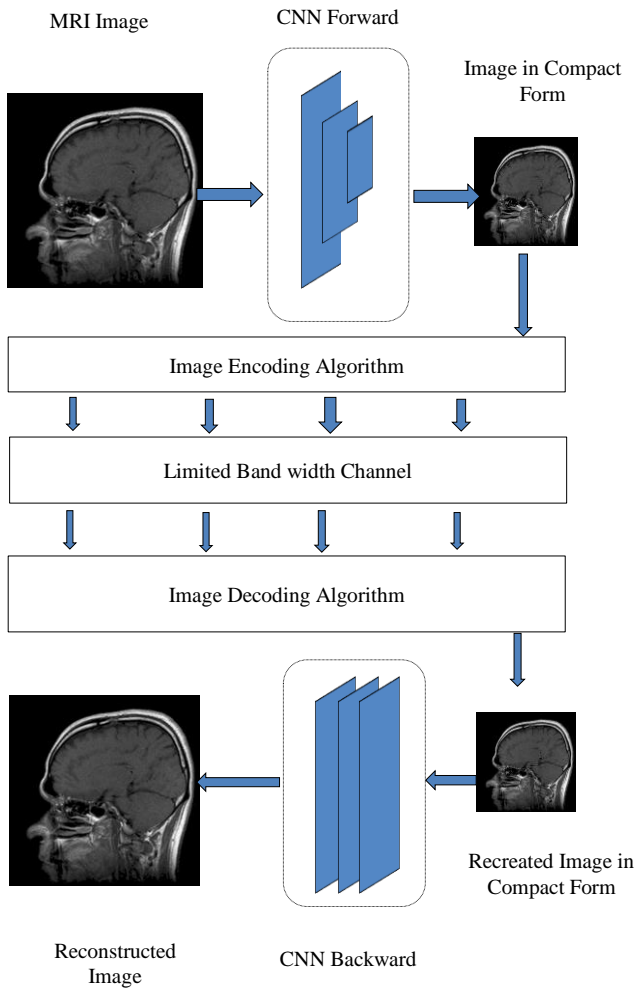 MRI Image
CNN Forward
Image in Compact
Form
Image Encoding Algorithm
Limited Band width Channel
Image Decoding Algorithm
Recreated Image in
Compact Form
Reconstructed
Image
CNN Backward